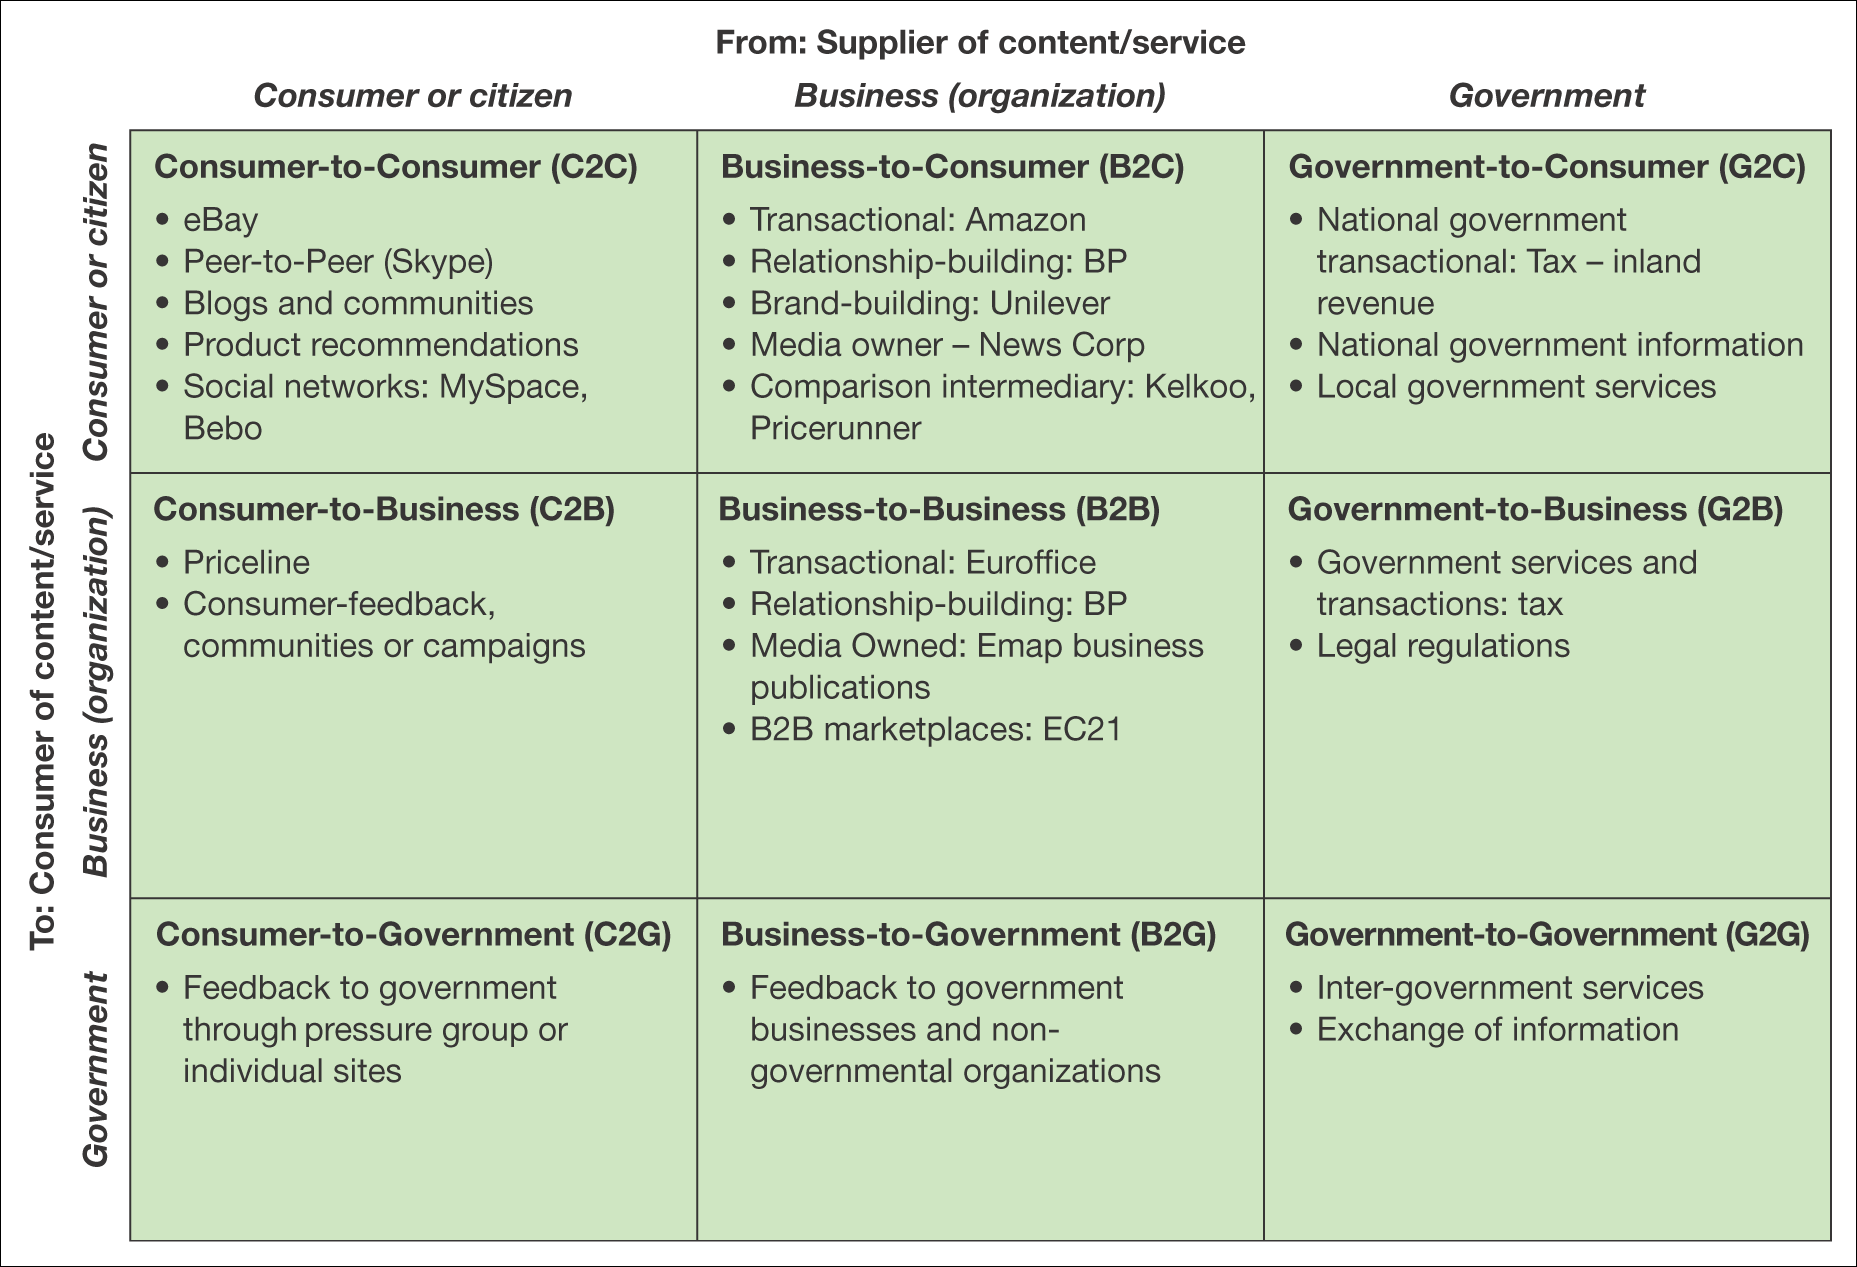 From: Supplier of content/service
Consumer or citizen
Business (organization)
Government
To: Consumer of content/service
Consumer or citizen
Consumer-to-Consumer (C2C)
• eBay
• Peer-to-Peer (Skype)
• Blogs and communities
• Product recommendations
• Social networks: MySpace,
Bebo
Business-to-Consumer (B2C)
• Transactional: Amazon
• Relationship-building: BP
• Brand-building: Unilever
• Media owner – News Corp
• Comparison intermediary: Kelkoo,
Pricerunner
Government-to-Consumer (G2C)
• National government
transactional: Tax – inland
revenue
• National government information
• Local government services
Business (organization)
Consumer-to-Business (C2B)
• Priceline
• Consumer-feedback,
communities or campaigns
Business-to-Business (B2B)
• Transactional: Euroffice
• Relationship-building: BP
• Media Owned: Emap business
publications
• B2B marketplaces: EC21
Government-to-Business (G2B)
• Government services and
transactions: tax
• Legal regulations
Government
Consumer-to-Government (C2G)
• Feedback to government
through pressure group or
individual sites
Business-to-Government (B2G)
• Feedback to government
businesses and non-
governmental organizations
Government-to-Government (G2G)
• Inter-government services
• Exchange of information